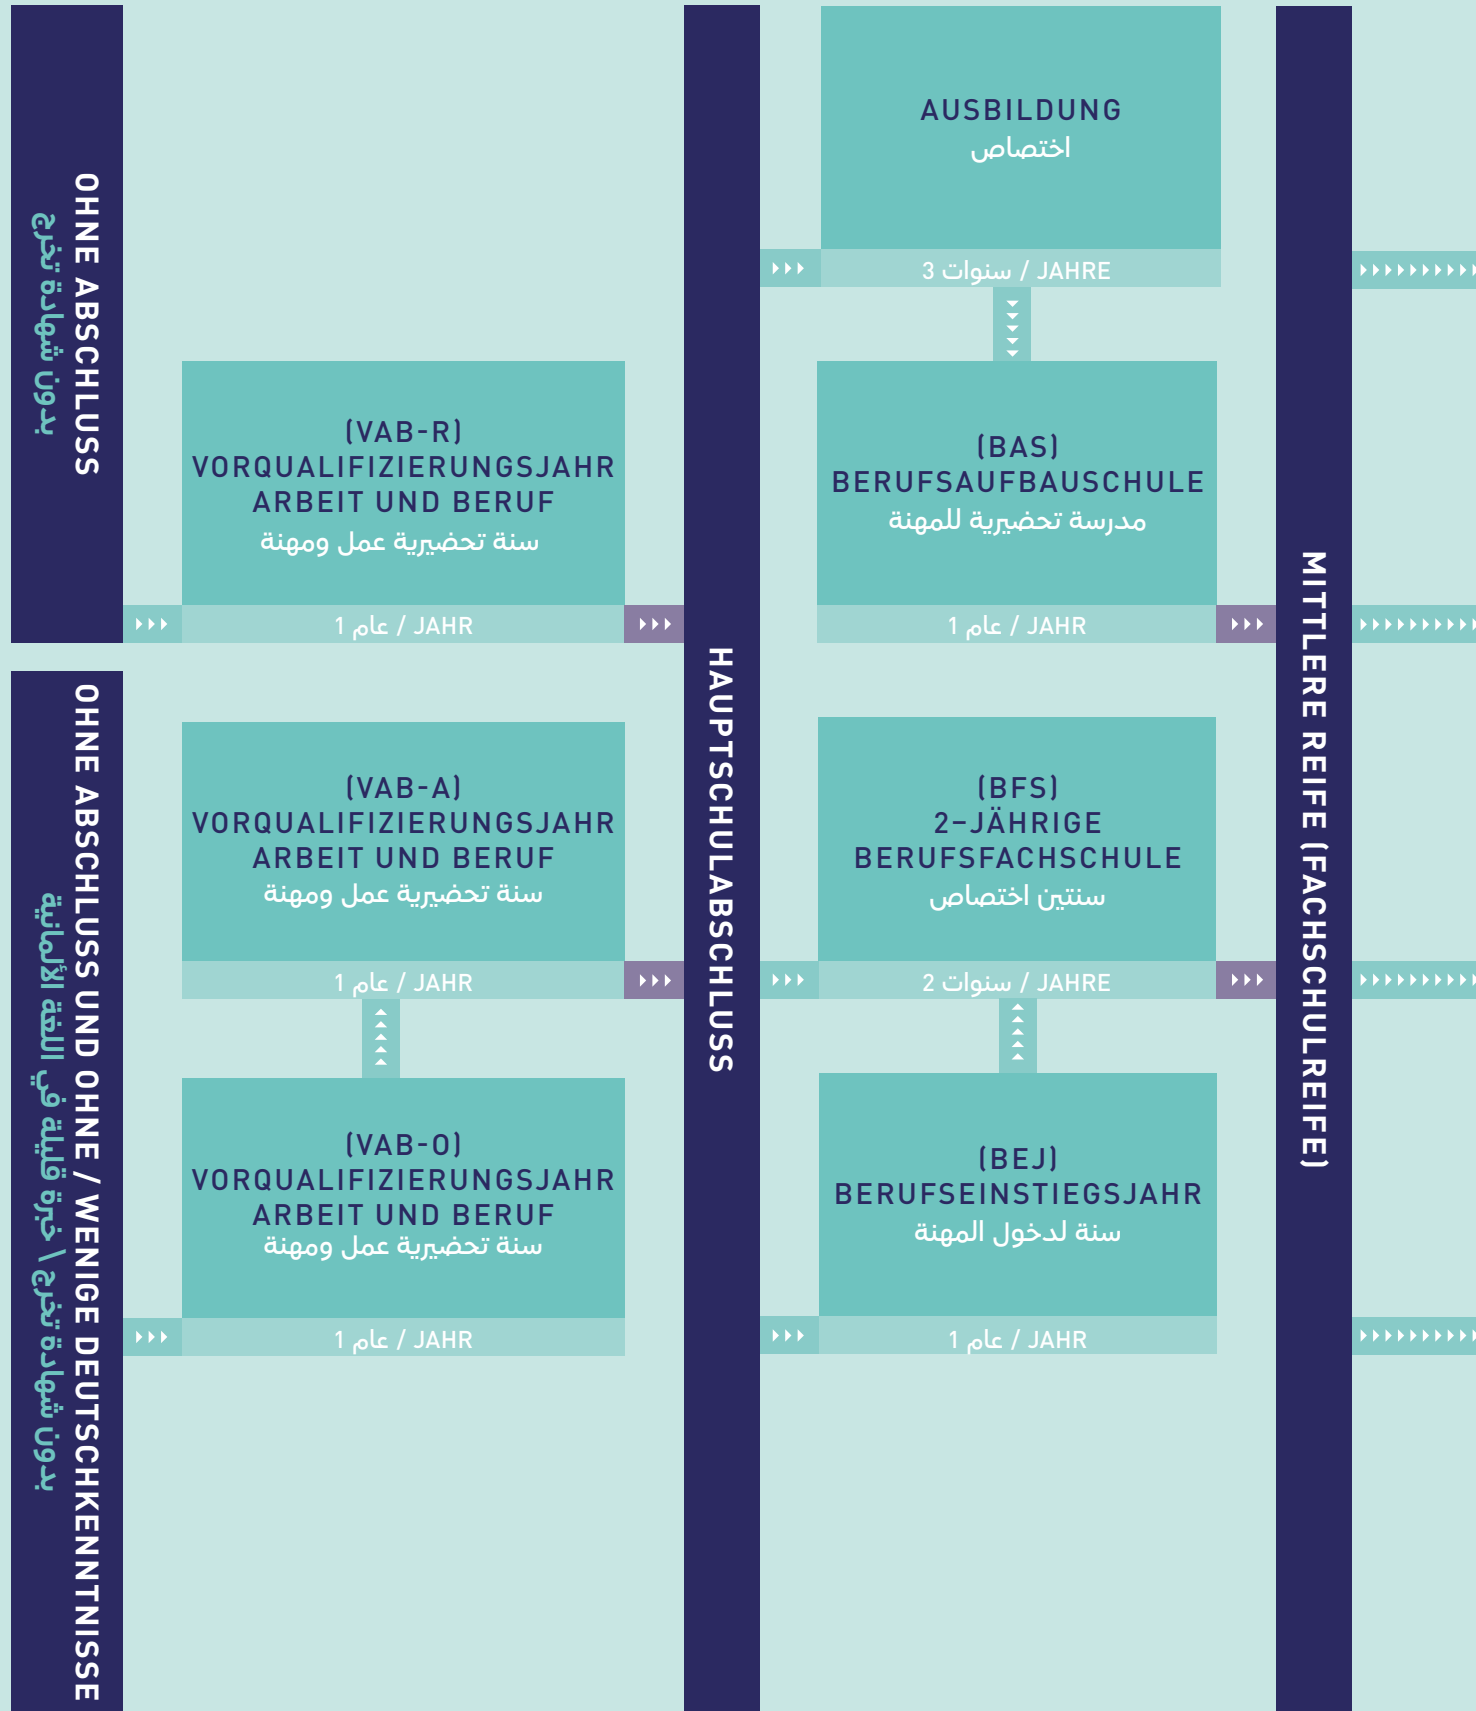 OHNE ABSCHLUSS
بدون شهادة تخرج
OHNE ABSCHLUSS UND OHNE / WENIGE DEUTSCHKENNTNISSE
بدون شهادة تخرج \ خبرة قليلة في اللغة الألمانية
(VAB-R)
VORQUALIFIZIERUNGSJAHR
ARBEIT UND BERUF
سنة تحضيرية عمل ومهنة
1 عام / JAHR
(VAB-A)
VORQUALIFIZIERUNGSJAHR
ARBEIT UND BERUF
سنة تحضيرية عمل ومهنة
1 عام / JAHR
(VAB-O)
VORQUALIFIZIERUNGSJAHR
ARBEIT UND BERUF
سنة تحضيرية عمل ومهنة
1 عام / JAHR
HAUPTSCHULABSCHLUSS
AUSBILDUNG
اختصاص
3 سنوات / JAHRE
(BAS)
BERUFSAUFBAUSCHULE
مدرسة تحضيرية للمهنة
1 عام / JAHR
(BFS)
2-JÄHRIGE
BERUFSFACHSCHULE
سنتين اختصاص
2 سنوات / JAHRE
(BEJ)
BERUFSEINSTIEGSJAHR
سنة لدخول المهنة
1 عام / JAHR
MITTLERE REIFE (FACHSCHULREIFE)